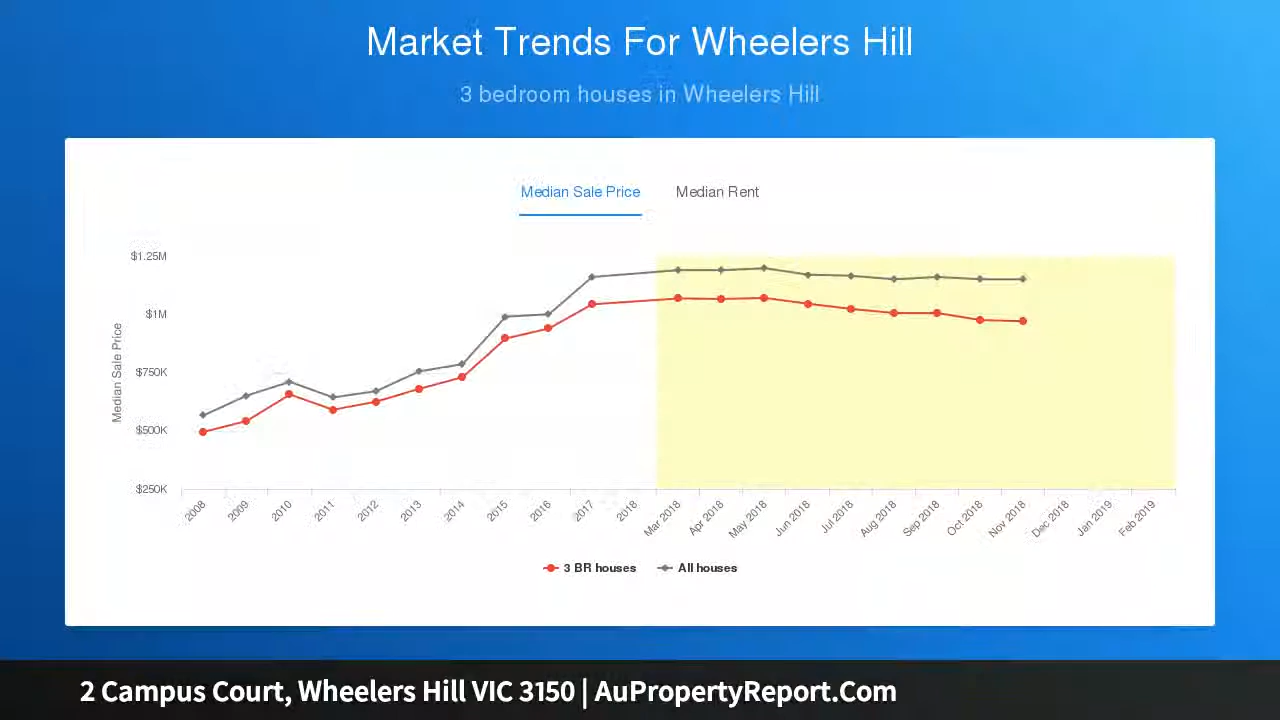 Market Trends For Wheelers Hill
3 bedroom houses in Wheelers Hill
Median Sale Price Median Rent
$1.25M
$1M
$750K
$500K
$250K
Median Sale Price
2008 2009 2010 2011 2012 2013 2014 2015 2016 2017 2018 Mar 2018 Apr 2018 May 2018 Jun 2018 Jul 2018 Aug 2018 Sep 2018 Oct 2018 Nov 2018 Dec 2018 Jan 2019 Feb 2019
3 BR houses All houses
2 Campus Court, Wheelers Hill VIC 3150 | AuPropertyReport.Com